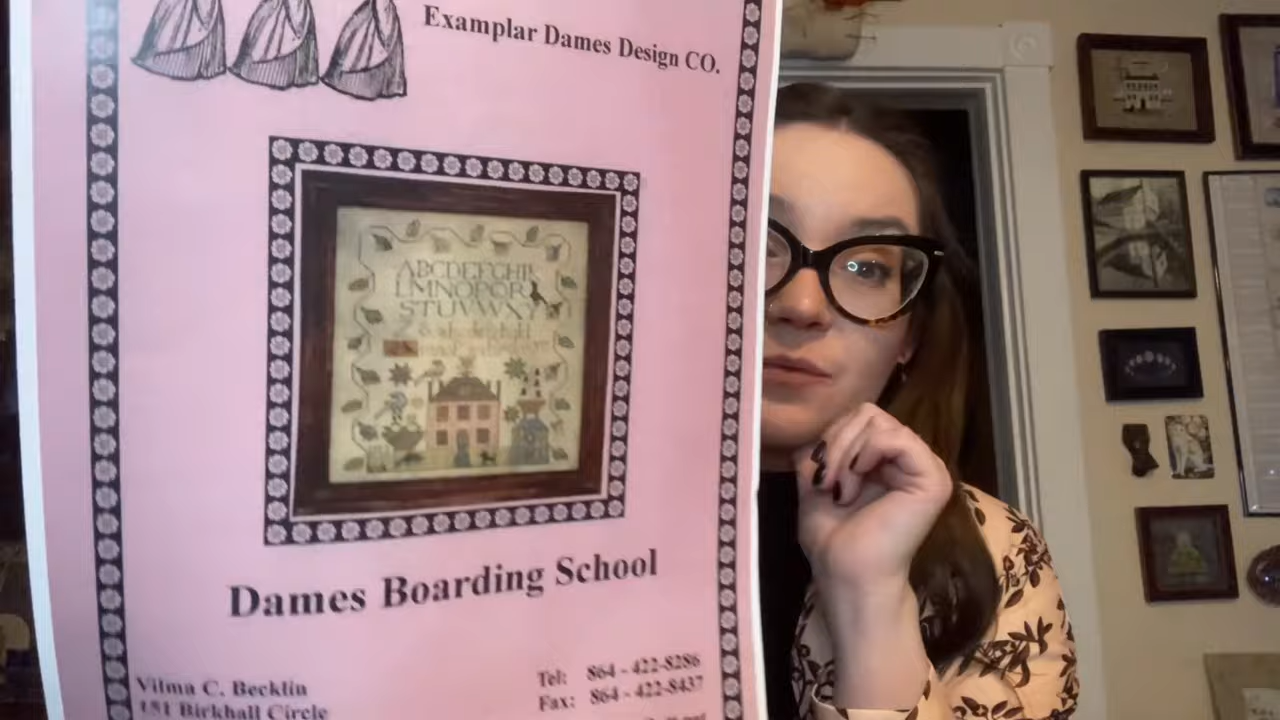 Examplar Dames Design CO.
ABCDEFGHI
LMNOPQR
STUVWXY
Dames Boarding School
Vilma C. Becklin
Tel: 864 - 422-8286
151 Birkhall Circle
Fax: 864 - 422-8437